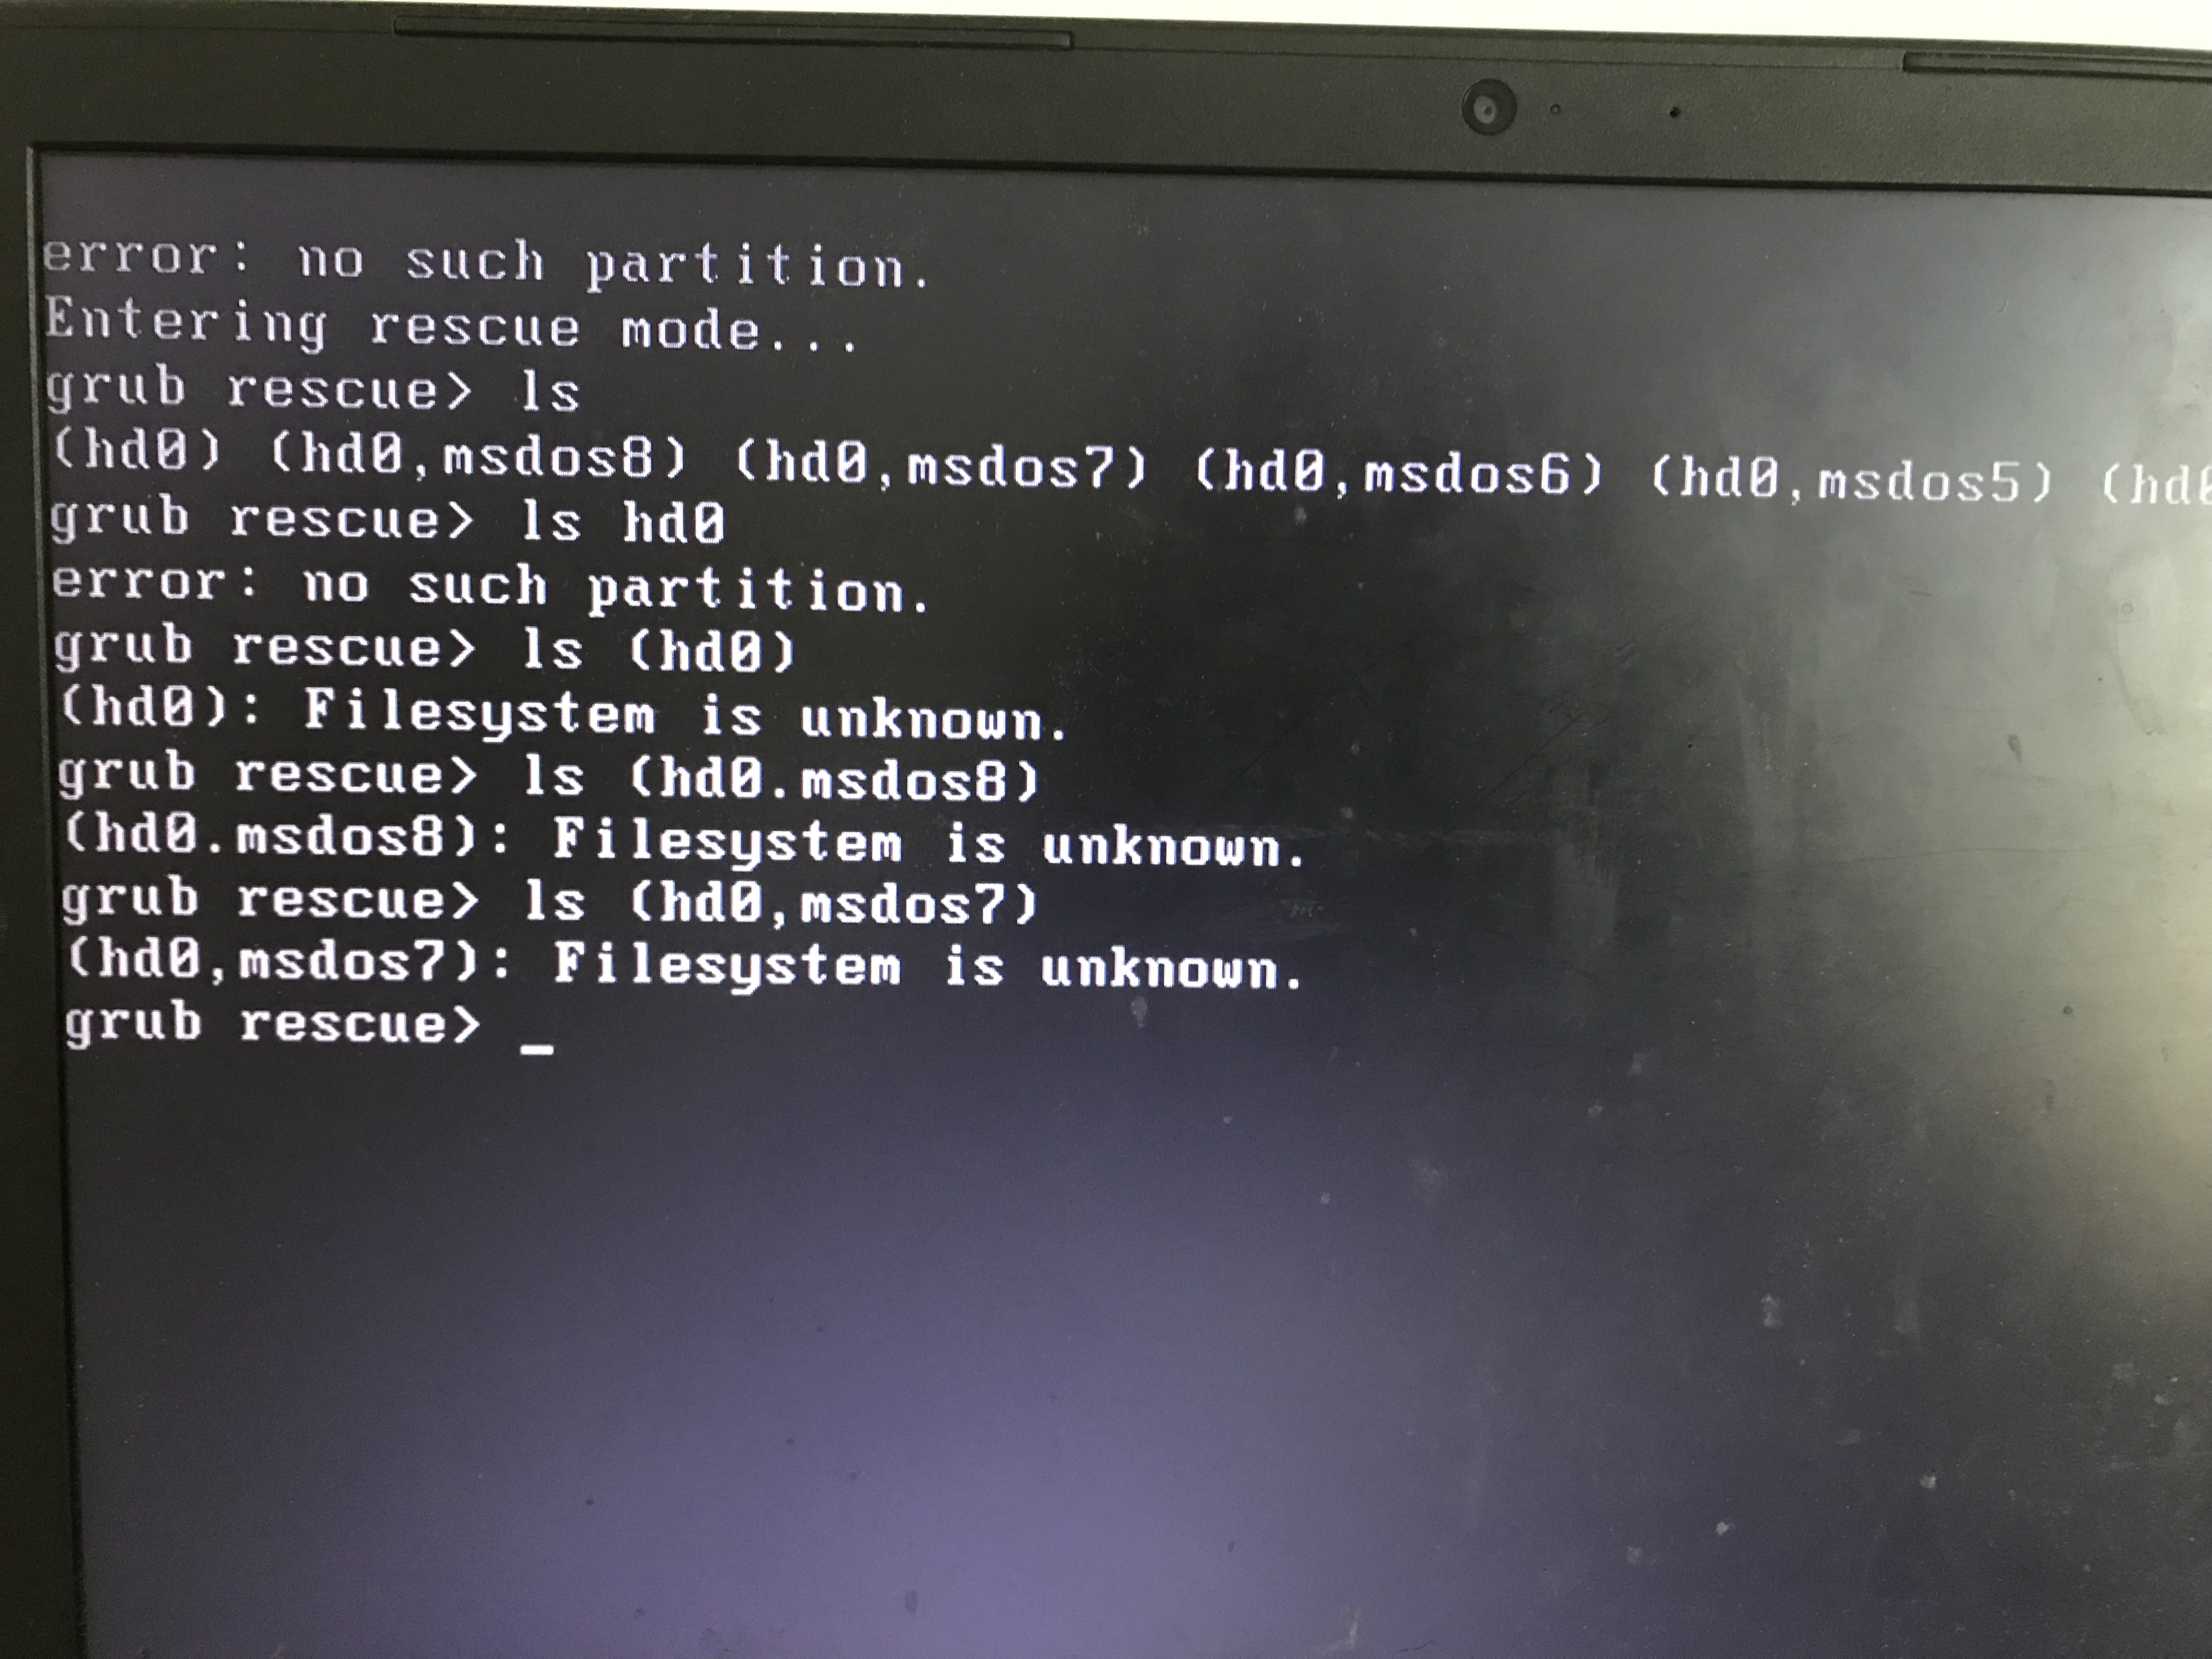 error: no such partition.
Entering rescue mode...
grub rescue> ls
(hd0) (hd0,msdos8) (hd0,msdos7) (hd0,msdos6) (hd0,msdos5) (hd0
grub rescue> ls hd0
error: no such partition.
grub rescue> ls (hd0)
(hd0): Filesystem is unknown.
grub rescue> ls (hd0.msdos8)
(hd0.msdos8): Filesystem is unknown.
grub rescue> ls (hd0,msdos7)
(hd0,msdos7): Filesystem is unknown.
grub rescue> _